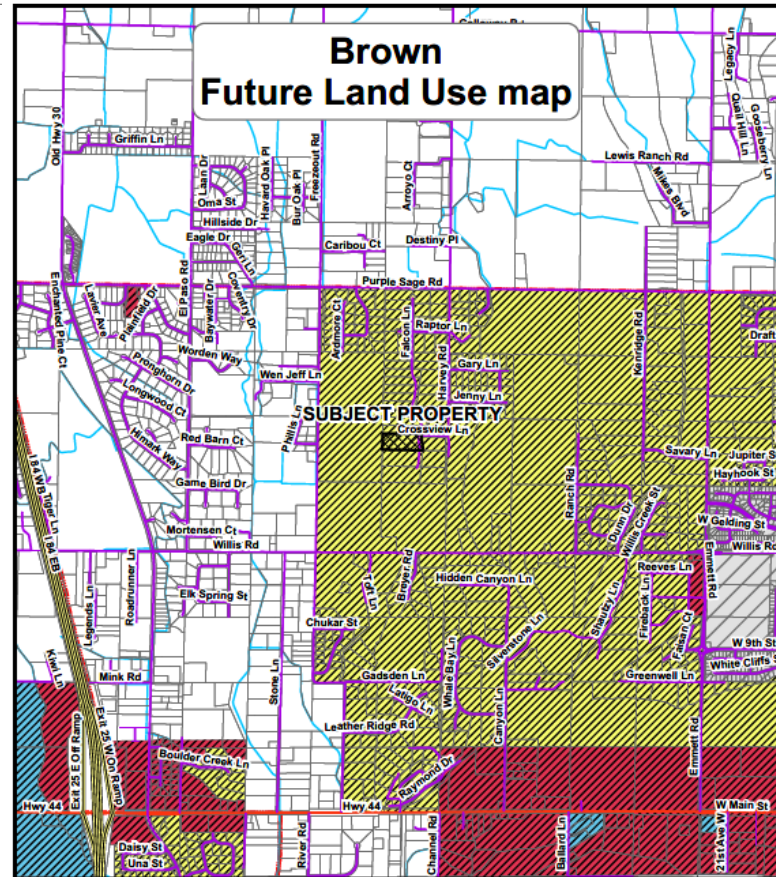 Brown
Future Land Use map
Old Hwy 30
Griffin Ln
Laan Dr
Oma St
Havard Oak Pl
Bur Oak Pl
Freezeout Rd
Hillside Dr
Eagle Dr
Geri Ln
Arroyo Ct
Caribou Ct
Destiny Pl
Lewis Ranch Rd
Mikes Blvd
Legacy Ln
Quail Hill Ln
Gooseberry Ln
Purple Sage Rd
Enchanted Pine Ct
Lavier Ave
Plainfield Dr
El Paso Rd
Baywater Dr
Coventry Dr
Ardmore Ct
Falcon Ln
Raptor Ln
Harvey Rd
Kenridge Rd
Draft
Worden Way
Pronghorn Dr
Wen Jeff Ln
Gary Ln
Jenny Ln
Longwood Ct
SUBJECT PROPERTY
Phillis Ln
Crossview Ln
Himark Way
Red Barn Ct
Savary Ln
Jupiter S
Hayhook St
Game Bird Dr
Ranch Rd
Dunn Dr
Willis Creek St
I 84 WB
Tiger Ln
I 84 EB
Mortensen Ct
Willis Rd
W Gelding St
Willis Rd
Emmett Rd
Roadrunner Ln
Legends Ln
Elk Spring St
Taft Ln
Breyer Rd
Hidden Canyon Ln
Reeves Ln
Fireback Ln
Shantry Ln
Chukar St
Silverstone Ln
Whale Bay Ln
Faisan Ct
W 9th S
White Cliffs
Kiwi Ln
Mink Rd
Stone Ln
Gadsden Ln
Latigo Ln
Canyon Ln
Greenwell Ln
Leather Ridge Rd
Emmett Rd
Exit 25 E Off Ramp
Exit 25 W On Ramp
Boulder Creek Ln
Raymond Dr
Hwy 44
Hwy 44
W Main St
Daisy St
Una St
River Rd
Channel Rd
Ballard Ln
21st Ave W